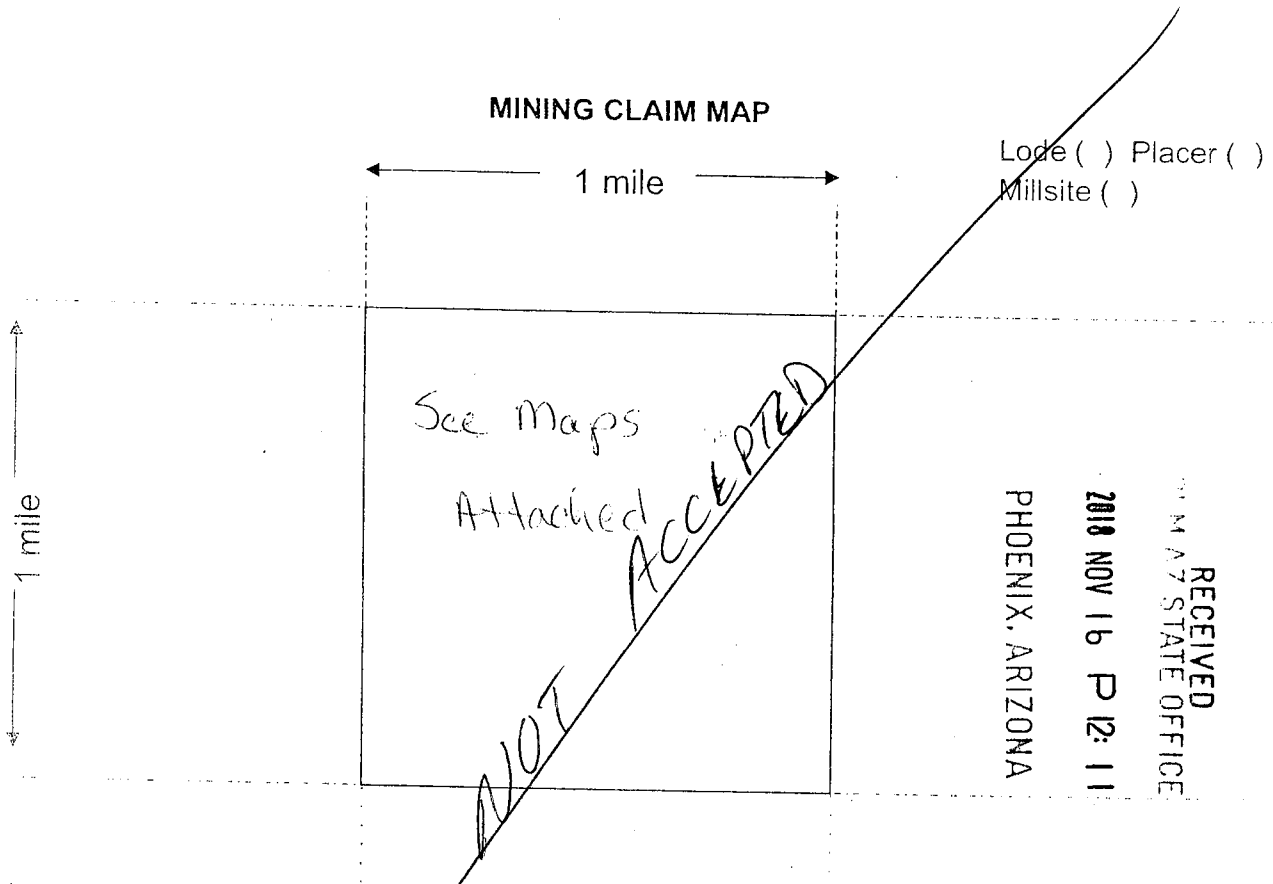 MINING CLAIM MAP
Lode ( ) Placer ( )
Millsite ( )
1 mile
1 mile
See Maps
Attached
NOT ACCEPTED
RECEIVED
M AZ STATE OFFICE
2018 NOV 16 P 12: 11
PHOENIX, ARIZONA